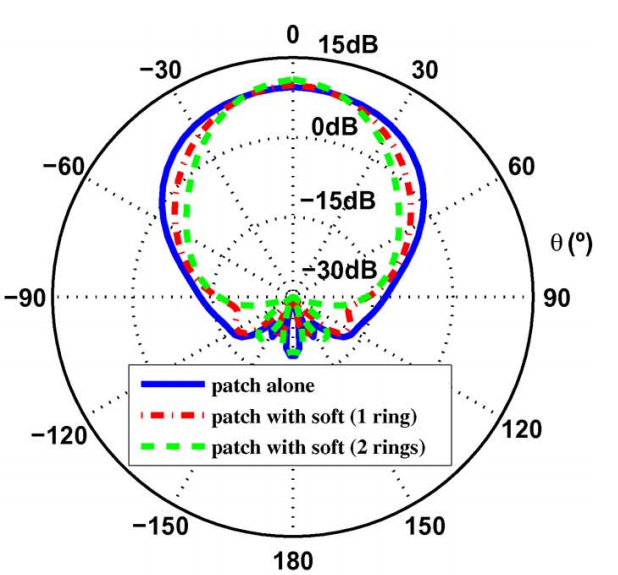 0
15dB
−30
30
0dB
−60
60
−15dB
θ (º)
−30dB
−90
90
patch alone
patch with soft (1 ring)
patch with soft (2 rings)
−120
120
−150
150
180